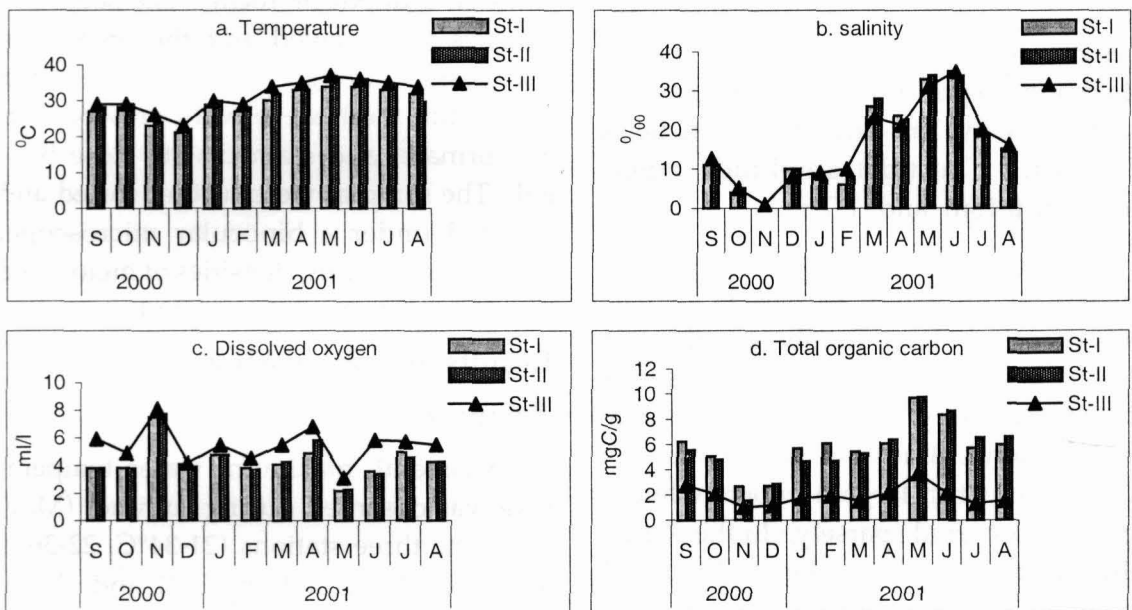 a. Temperature
St-I
St-II
St-III
40
30
20
10
0
⁰C
S O N D J F M A M J J A
2000 2001
b. salinity
St-I
St-II
St-III
40
30
20
10
0
⁰/₀₀
S O N D J F M A M J J A
2000 2001
c. Dissolved oxygen
St-I
St-II
St-III
10
8
6
4
2
0
ml/l
S O N D J F M A M J J A
2000 2001
d. Total organic carbon
St-I
St-II
St-III
12
10
8
6
4
2
0
mgC/g
S O N D J F M A M J J A
2000 2001